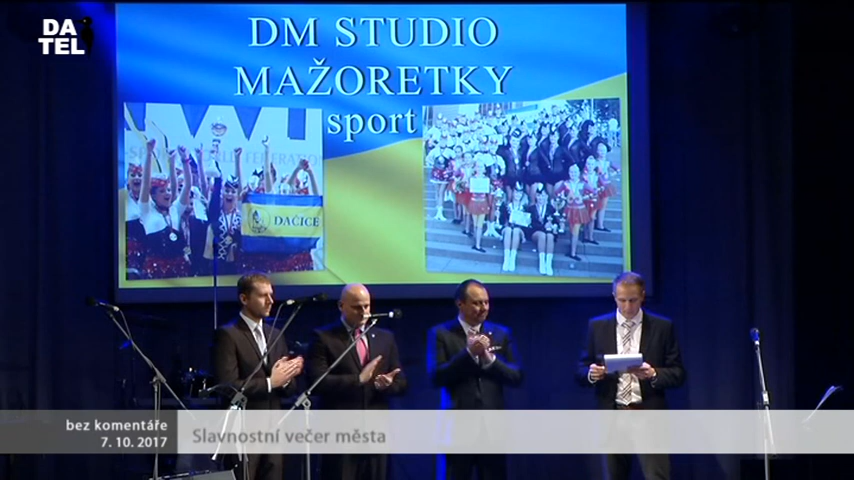 DA
TEL
DM STUDIO
MAŽORETKY
sport
DAČICE
bez komentáře
7. 10. 2017
Slavnostní večer města